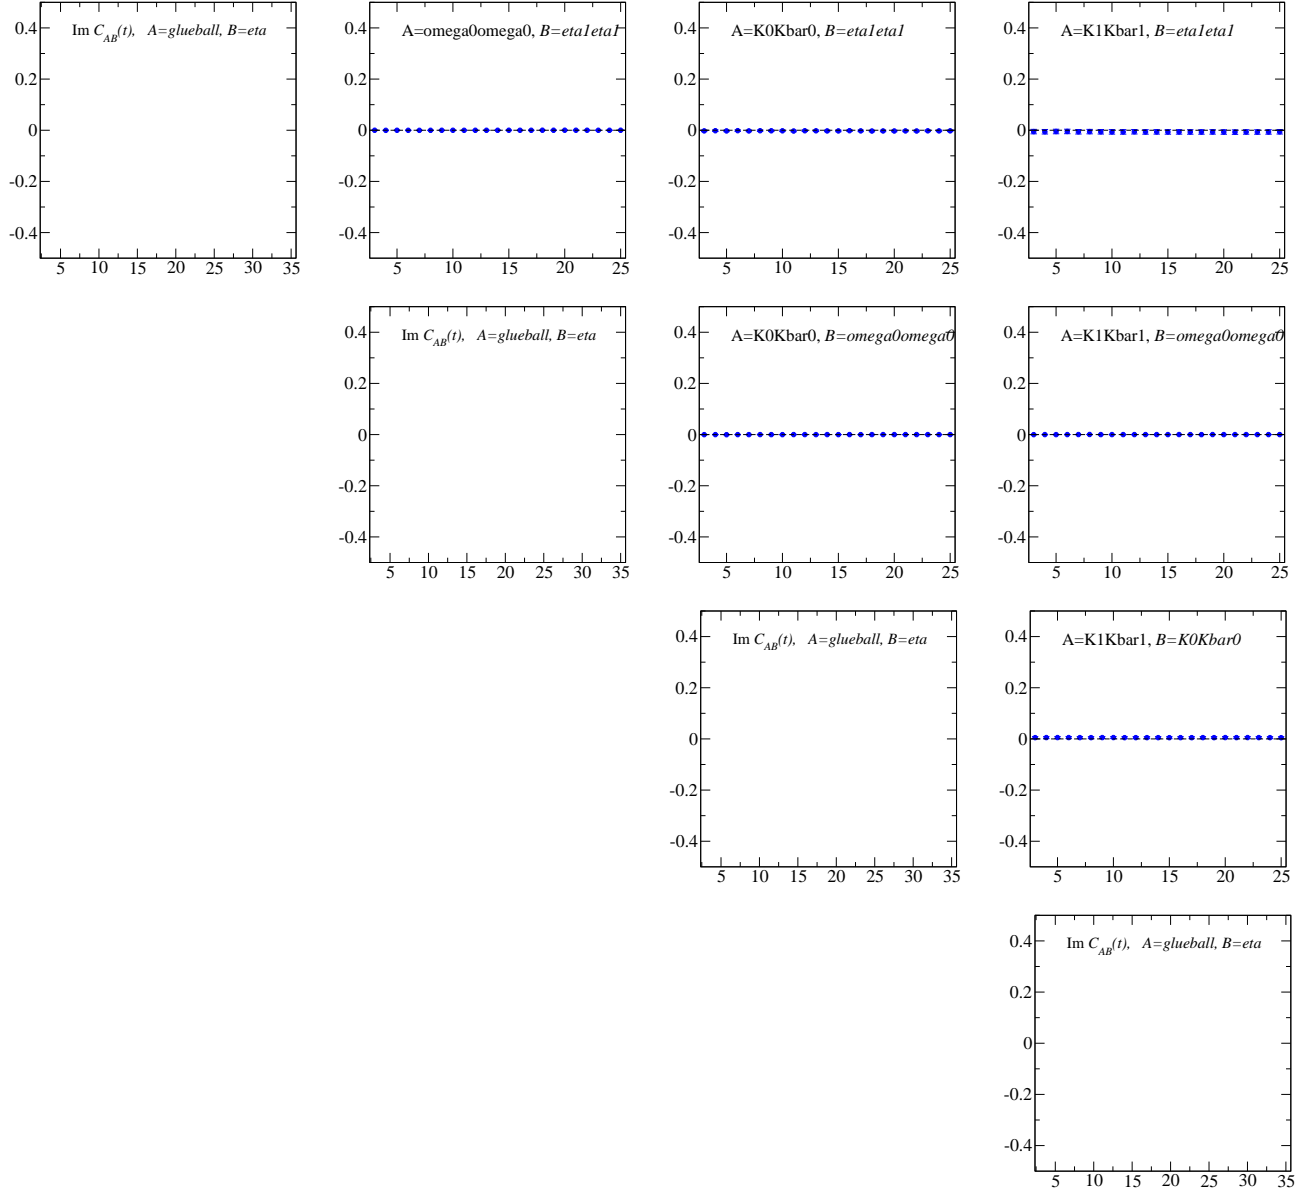 Im C_AB(t), A=glueball, B=eta
0.4
0.2
0
-0.2
-0.4
5 10 15 20 25 30 35
A=omega0omega0, B=eta1eta1
0.4
0.2
0
-0.2
-0.4
5 10 15 20 25
A=K0Kbar0, B=eta1eta1
0.4
0.2
0
-0.2
-0.4
5 10 15 20 25
A=K1Kbar1, B=eta1eta1
0.4
0.2
0
-0.2
-0.4
5 10 15 20 25
Im C_AB(t), A=glueball, B=eta
0.4
0.2
0
-0.2
-0.4
5 10 15 20 25 30 35
A=K0Kbar0, B=omega0omega0
0.4
0.2
0
-0.2
-0.4
5 10 15 20 25
A=K1Kbar1, B=omega0omega0
0.4
0.2
0
-0.2
-0.4
5 10 15 20 25
Im C_AB(t), A=glueball, B=eta
0.4
0.2
0
-0.2
-0.4
5 10 15 20 25 30 35
A=K1Kbar1, B=K0Kbar0
0.4
0.2
0
-0.2
-0.4
5 10 15 20 25
Im C_AB(t), A=glueball, B=eta
0.4
0.2
0
-0.2
-0.4
5 10 15 20 25 30 35